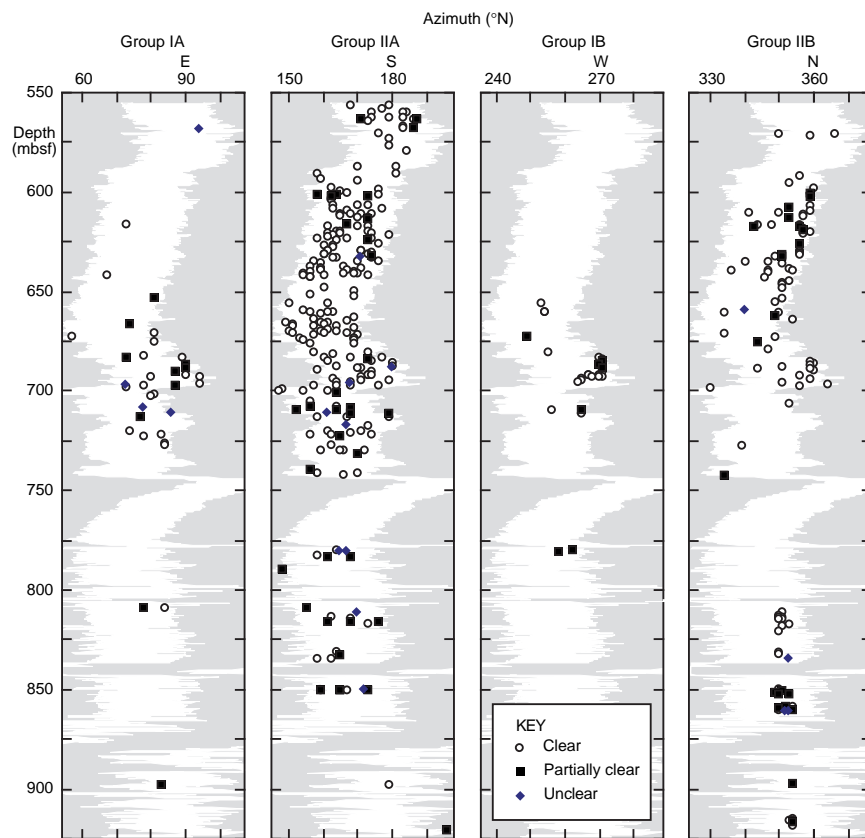 Azimuth (°N)
Group IA Group IIA Group IB Group IIB
E S W N
60 90 150 180 240 270 330 360
550
Depth
(mbsf)
600
650
700
750
800
850
900
KEY
Clear
Partially clear
Unclear